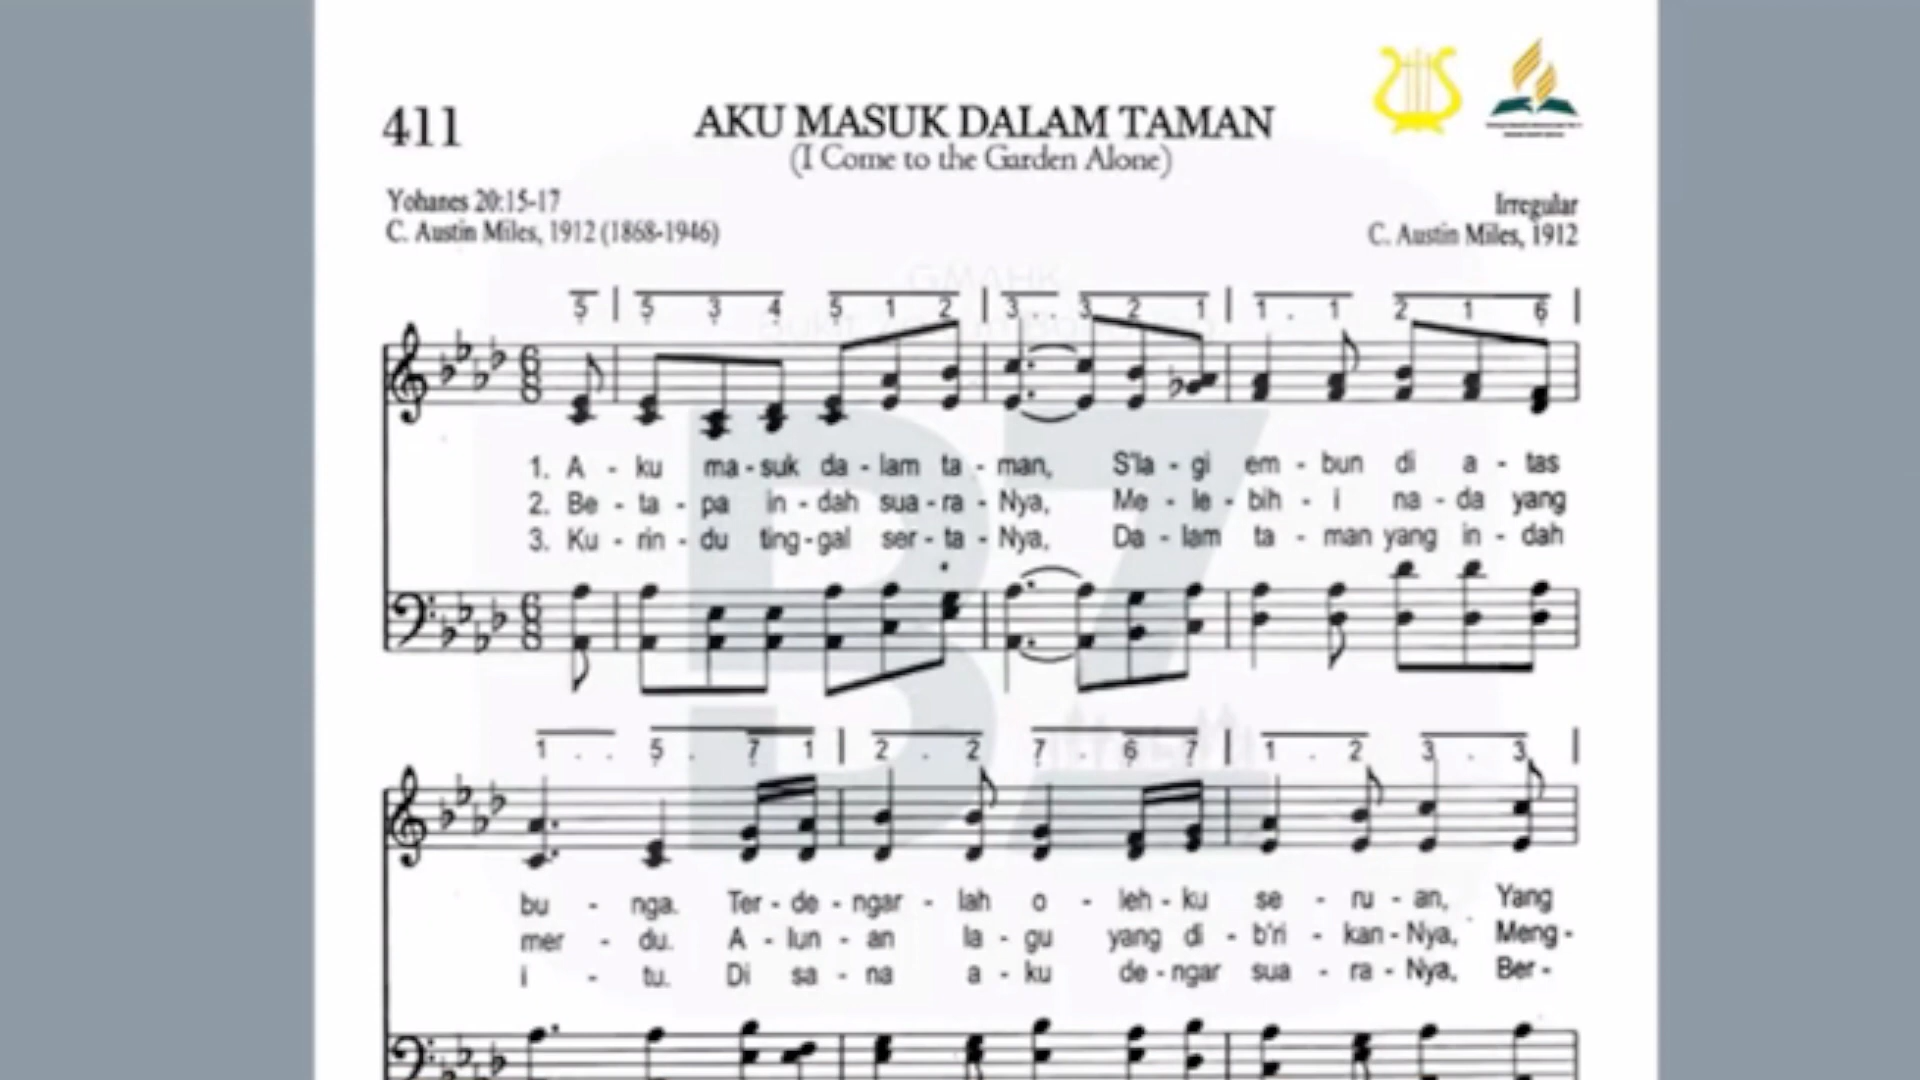 411
AKU MASUK DALAM TAMAN
(I Come to the Garden Alone)
Yohanes 20:15-17
Irregular
C. Austin Miles, 1912 (1868-1946)
C. Austin Miles, 1912
GMAHK
5 | 5 3 4 5 1 2 | 3 . . 3 2 1 | 1 . 1 2 1 6 |
1. A - ku ma - suk da - lam ta - man, S'la - gi em - bun di a - tas
2. Be - ta - pa in - dah sua - ra - Nya, Me - le - bih - i na - da yang
3. Ku - rin - du ting - gal ser - ta - Nya, Da - lam ta - man yang in - dah
B7
1 . . 5 . 7 1 | 2 . 2 7 . 6 7 | 1 . 2 3 . 3 |
bu - nga. Ter - de - ngar - lah o - leh - ku se - ru - an, Yang
mer - du. A - lun - an la - gu yang di - b'ri - kan - Nya, Meng -
i - tu. Di sa - na a - ku de - ngar sua - ra - Nya, Ber -